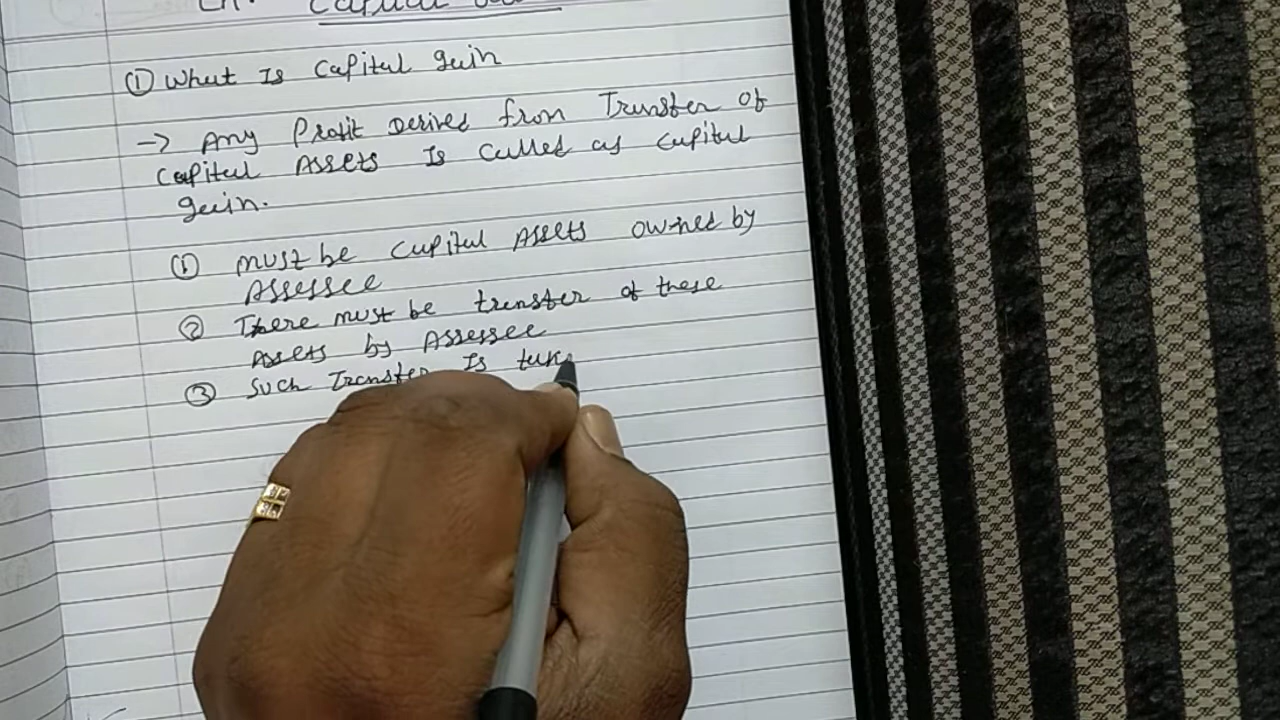 CH: Capital
① What Is Capital gain
→ Any Profit Derived from Transfer of
Capital Assets Is Called as Capital
gain.
① must be Capital Assets owned by
Assessee
② There must be transfer of these
Assets by Assessee
③ Such Transfer Is